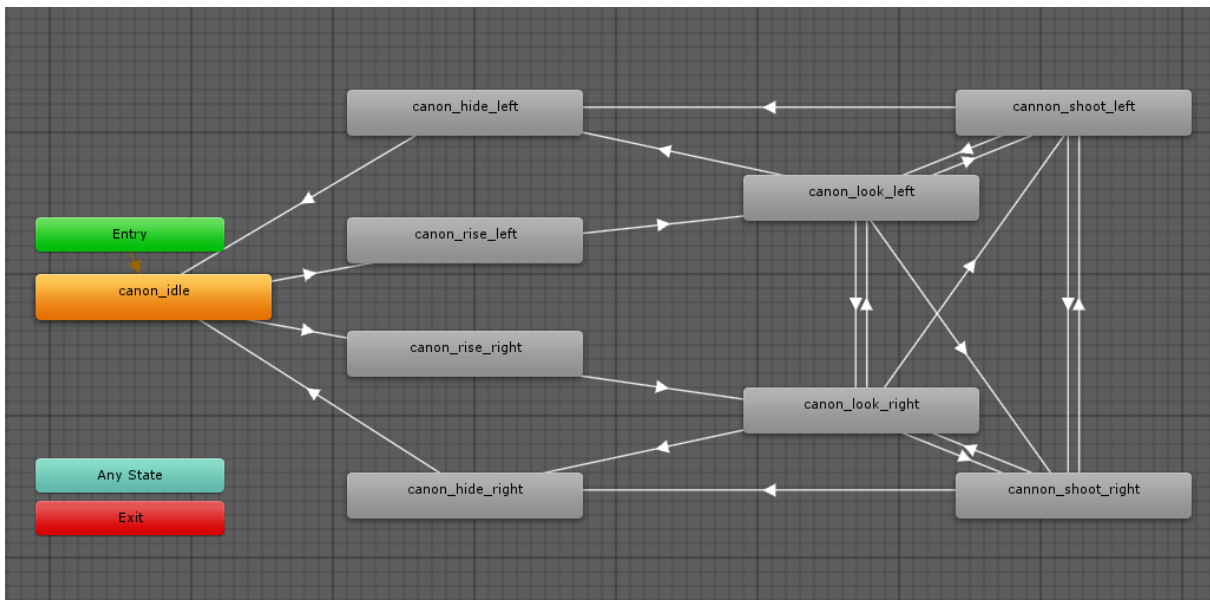 canon_hide_left
cannon_shoot_left
canon_look_left
Entry
canon_rise_left
canon_idle
canon_rise_right
canon_look_right
Any State
canon_hide_right
cannon_shoot_right
Exit